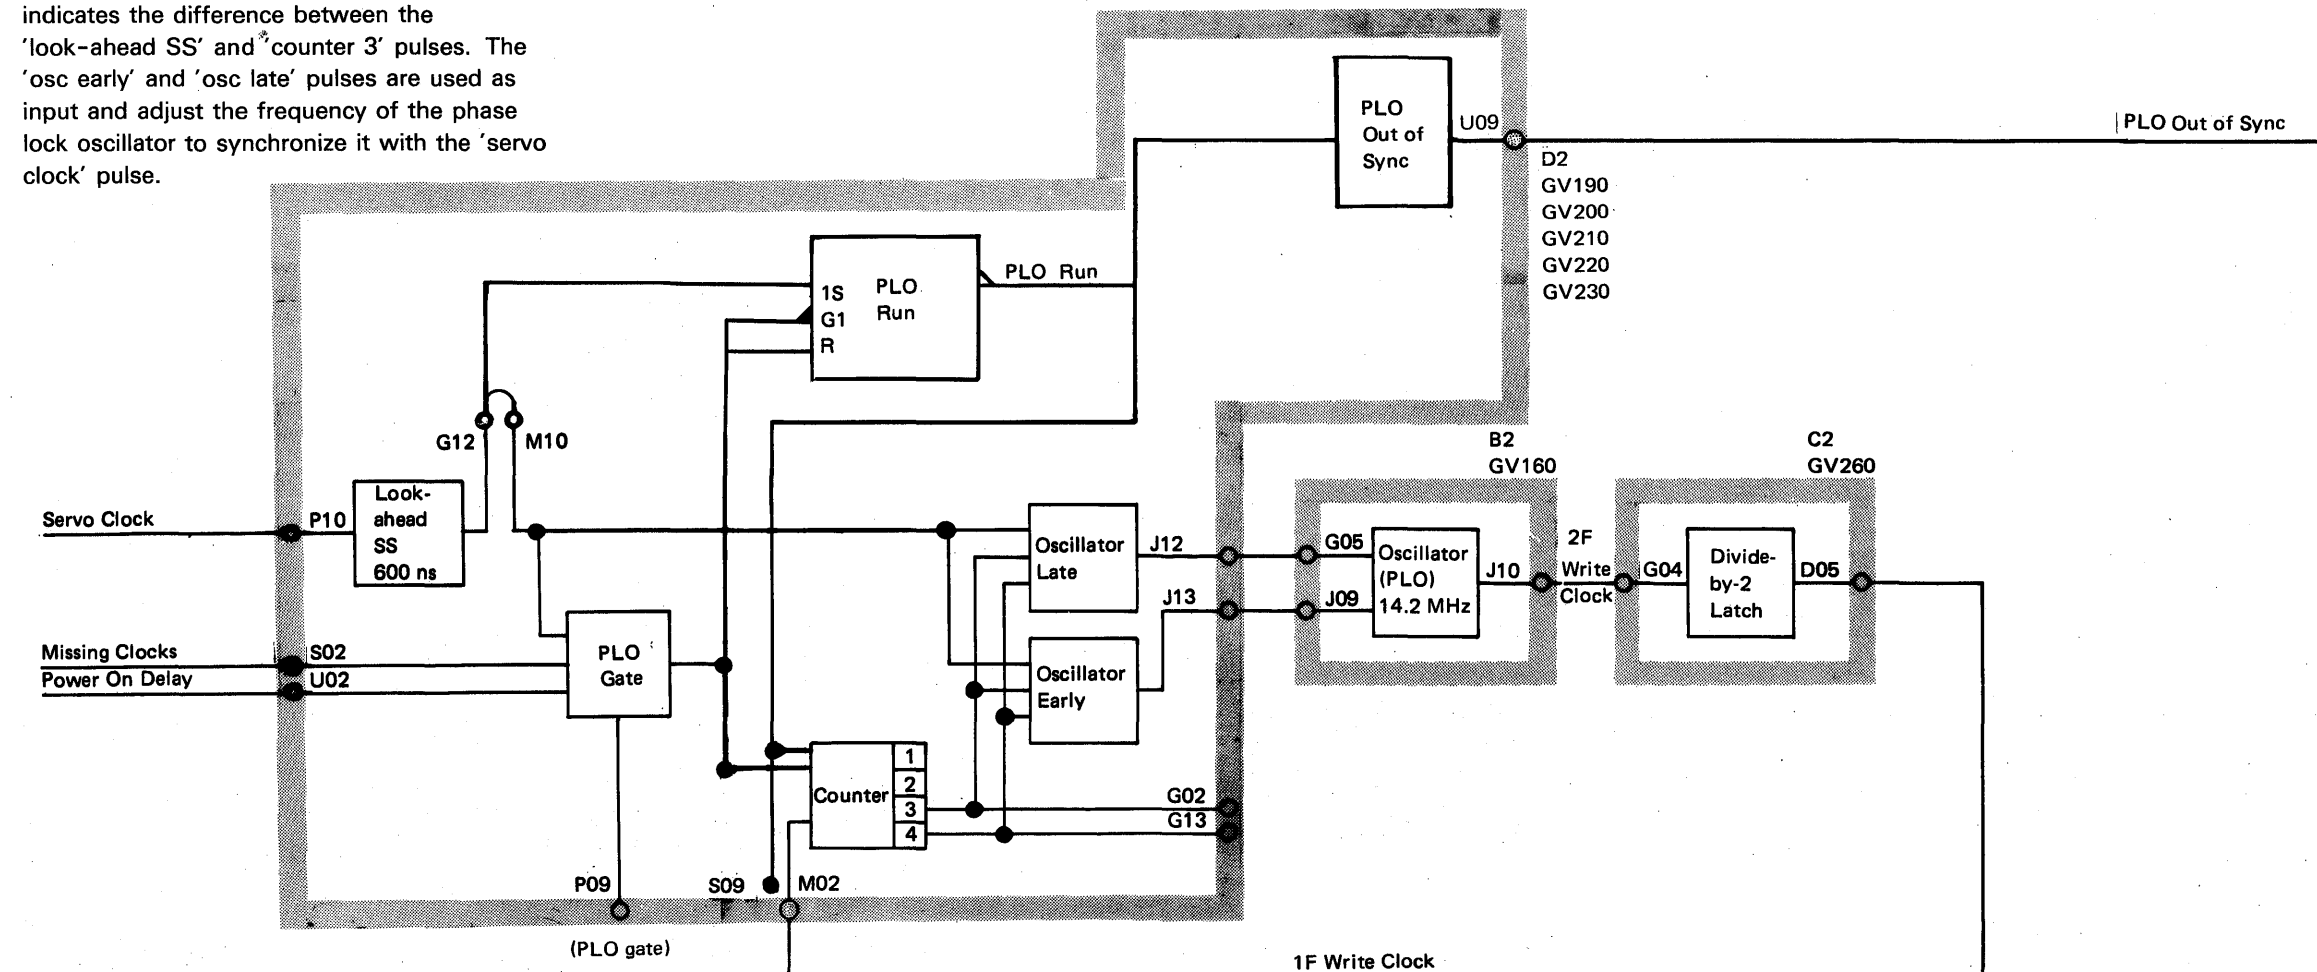 indicates the difference between the
'look-ahead SS' and 'counter 3' pulses. The
'osc early' and 'osc late' pulses are used as
input and adjust the frequency of the phase
lock oscillator to synchronize it with the 'servo
clock' pulse.
PLO
Out of
Sync
U09
PLO Out of Sync
D2
GV190
GV200
GV210
GV220
GV230
1S
G1
R
PLO
Run
PLO Run
G12
M10
Servo Clock
P10
Look-
ahead
SS
600 ns
Missing Clocks
S02
Power On Delay
U02
PLO
Gate
Oscillator
Late
J12
Oscillator
Early
J13
B2
GV160
G05
J09
Oscillator
(PLO)
14.2 MHz
J10
2F
Write
Clock
C2
GV260
G04
Divide-
by-2
Latch
D05
Counter
1
2
3
4
G02
G13
P09
S09
M02
(PLO gate)
1F Write Clock